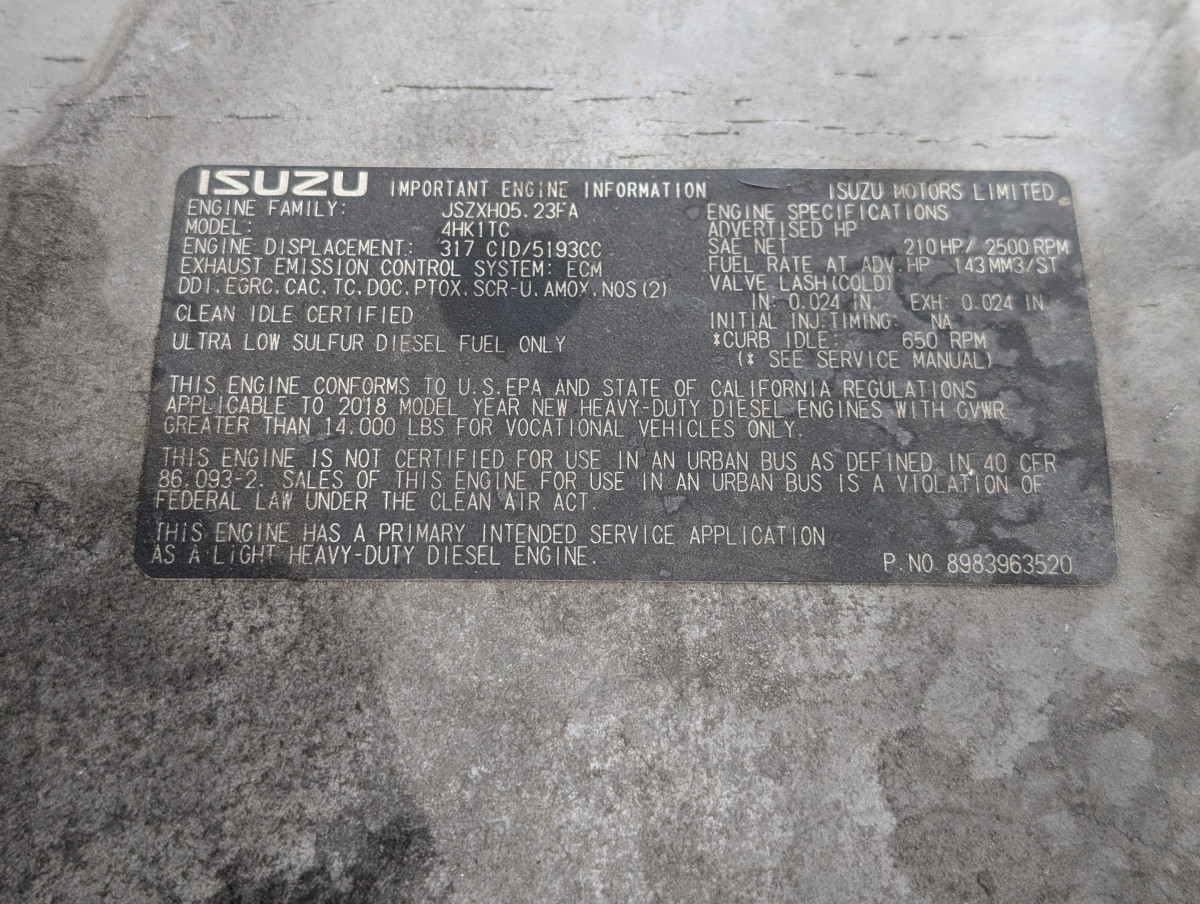 ISUZU IMPORTANT ENGINE INFORMATION ISUZU MOTORS LIMITED
ENGINE FAMILY: JSZXH05.23FA
MODEL: 4HK1TC
ENGINE DISPLACEMENT: 317 CID/5193CC
EXHAUST EMISSION CONTROL SYSTEM: ECM
DDI.EGRC.CAC.TC.DOC.PTOX.SCR-U.AMOX.NOS(2)
CLEAN IDLE CERTIFIED
ULTRA LOW SULFUR DIESEL FUEL ONLY
ENGINE SPECIFICATIONS
ADVERTISED HP
SAE NET 210HP/ 2500RPM
FUEL RATE AT ADV.HP 143MM3/ST
VALVE LASH(COLD)
IN: 0.024 IN. EXH: 0.024 IN
INITIAL INJ.TIMING: NA
*CURB IDLE: 650 RPM
(* SEE SERVICE MANUAL)
THIS ENGINE CONFORMS TO U.S.EPA AND STATE OF CALIFORNIA REGULATIONS
APPLICABLE TO 2018 MODEL YEAR NEW HEAVY-DUTY DIESEL ENGINES WITH GVWR
GREATER THAN 14.000 LBS FOR VOCATIONAL VEHICLES ONLY.
THIS ENGINE IS NOT CERTIFIED FOR USE IN AN URBAN BUS AS DEFINED IN 40 CFR
86.093-2. SALES OF THIS ENGINE FOR USE IN AN URBAN BUS IS A VIOLATION OF
FEDERAL LAW UNDER THE CLEAN AIR ACT.
THIS ENGINE HAS A PRIMARY INTENDED SERVICE APPLICATION
AS A LIGHT HEAVY-DUTY DIESEL ENGINE.
P.NO 8983963520